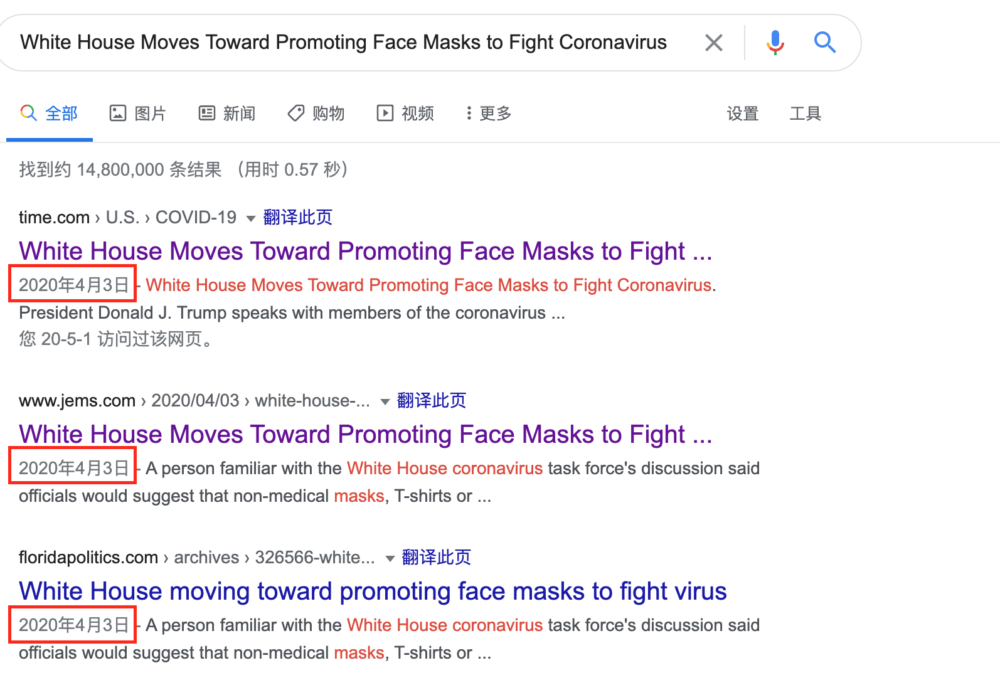 White House Moves Toward Promoting Face Masks to Fight Coronavirus
全部 图片 新闻 购物 视频 更多 设置 工具
找到约 14,800,000 条结果 （用时 0.57 秒）
time.com › U.S. › COVID-19 翻译此页
White House Moves Toward Promoting Face Masks to Fight ...
2020年4月3日 - White House Moves Toward Promoting Face Masks to Fight Coronavirus.
President Donald J. Trump speaks with members of the coronavirus ...
您 20-5-1 访问过该网页。
www.jems.com › 2020/04/03 › white-house-... 翻译此页
White House Moves Toward Promoting Face Masks to Fight ...
2020年4月3日 - A person familiar with the White House coronavirus task force's discussion said
officials would suggest that non-medical masks, T-shirts or ...
floridapolitics.com › archives › 326566-white... 翻译此页
White House moving toward promoting face masks to fight virus
2020年4月3日 - A person familiar with the White House coronavirus task force's discussion said
officials would suggest that non-medical masks, T-shirts or ...